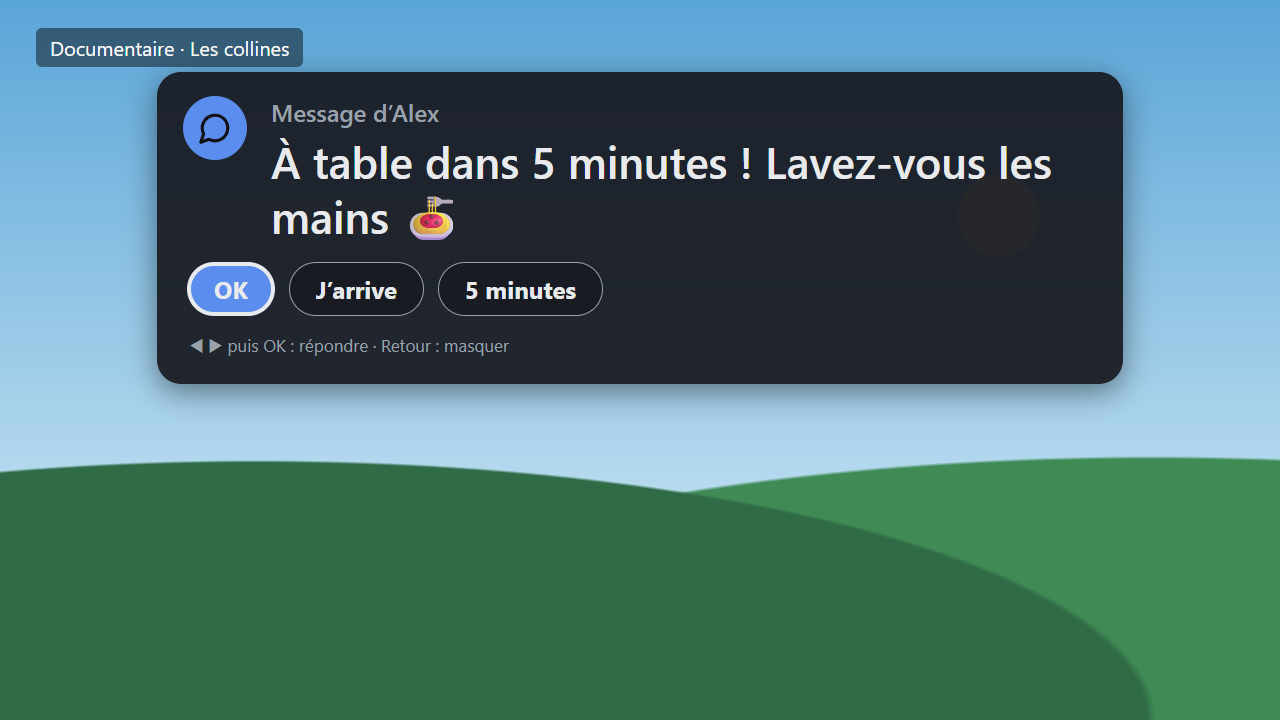 Documentaire · Les collines
Message d’Alex
À table dans 5 minutes ! Lavez-vous les
mains 🍝
OK
J’arrive
5 minutes
◀ ▶ puis OK : répondre · Retour : masquer